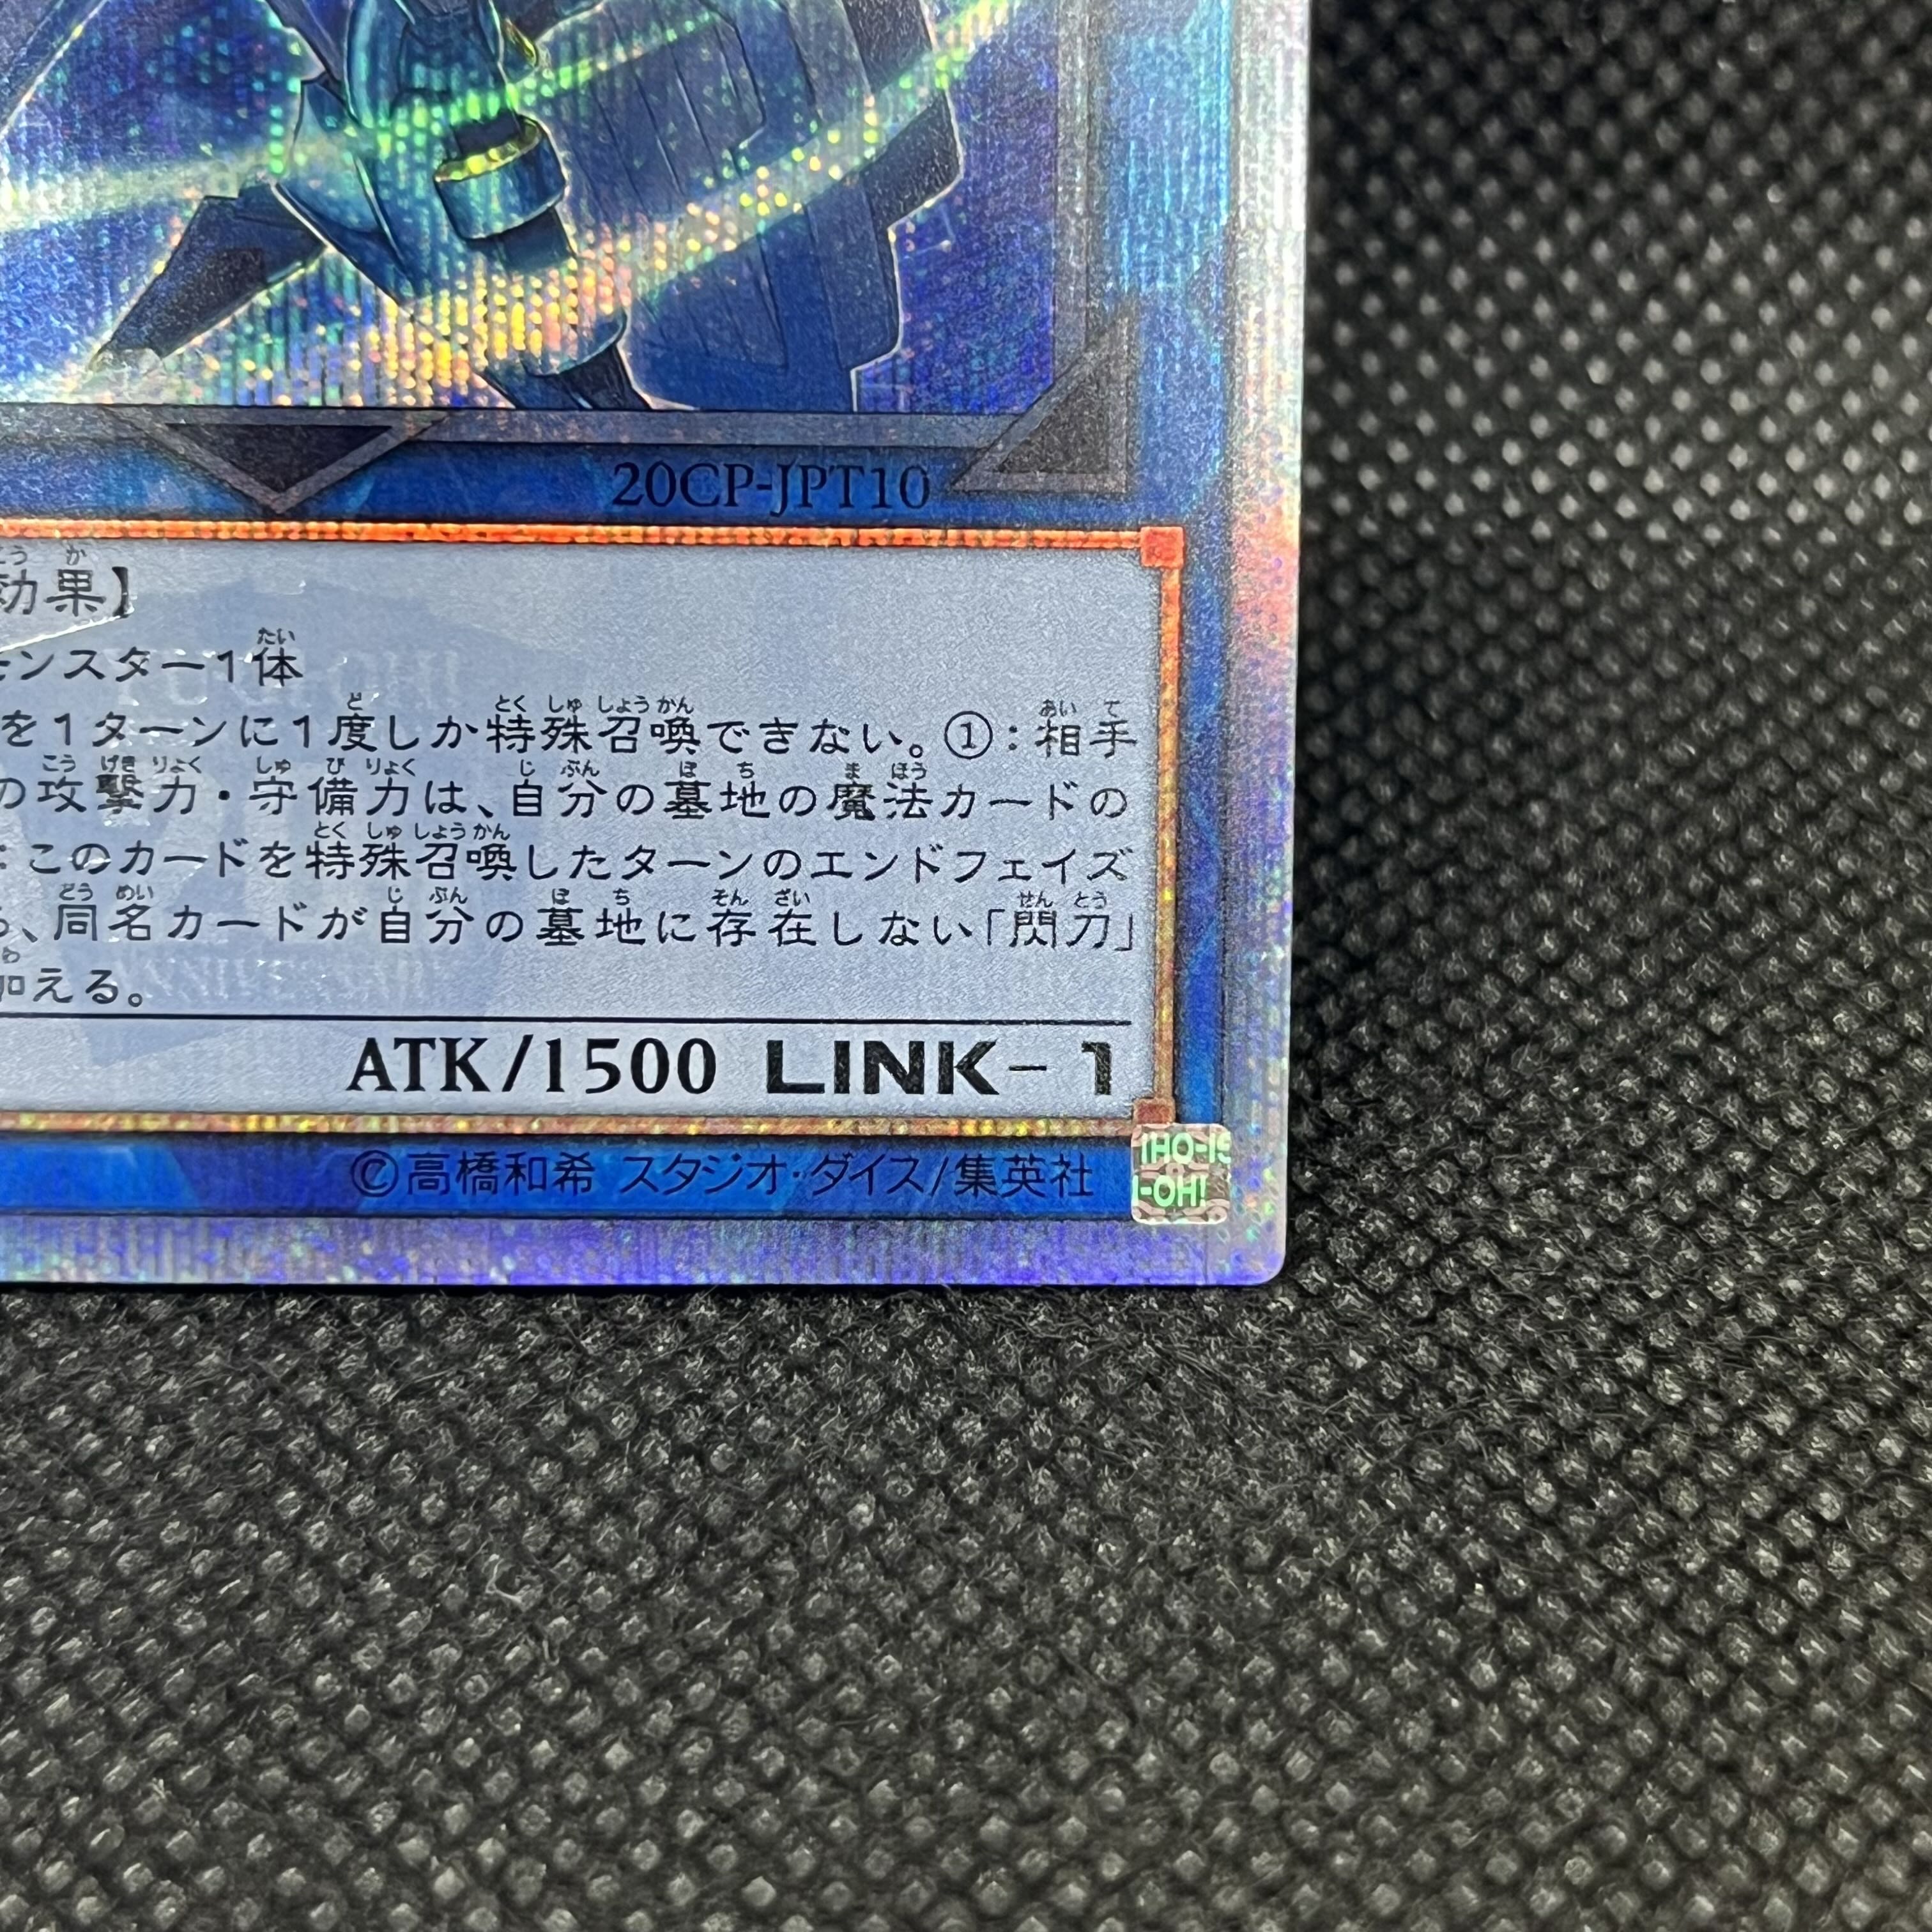 20CP-JPT10
効果】
モンスター1体
を1ターンに1度しか特殊召喚できない。①:相手
の攻撃力・守備力は、自分の墓地の魔法カードの
:このカードを特殊召喚したターンのエンドフェイズ
、同名カードが自分の墓地に存在しない「閃刀」
加える。
ATK/1500 LINK-1
©高橋和希 スタジオ・ダイス/集英社
-OH!